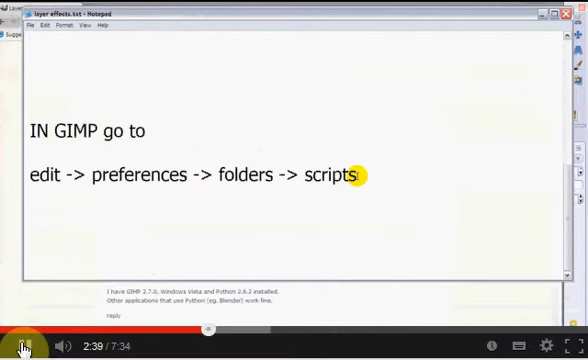 layer effects.txt - Notepad
File Edit Format View Help
IN GIMP go to
edit -> preferences -> folders -> scripts
I have GIMP 2.7.0, Windows Vista and Python 2.6.2 installed.
Other applications that use Python (eg. Blender) work fine.
reply
2:39 / 7:34